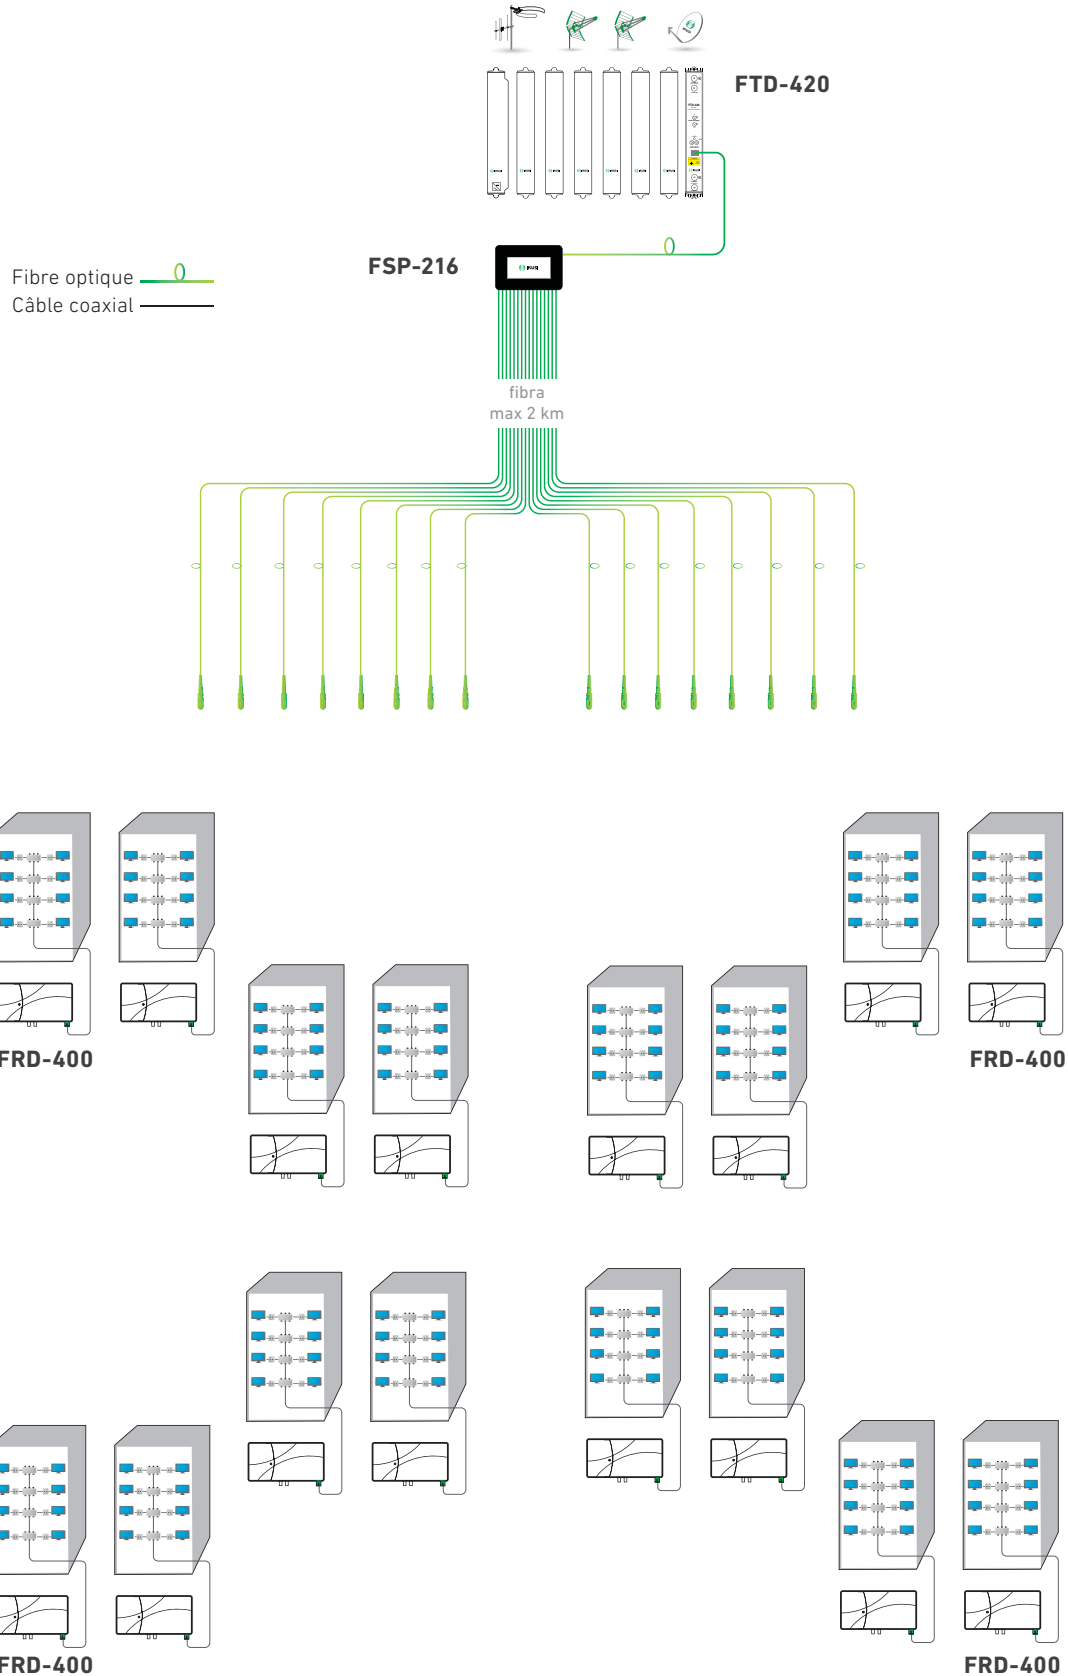 FTD-420
FSP-216
Fibre optique
Câble coaxial
fibra
max 2 km
FRD-400
FRD-400
FRD-400
FRD-400